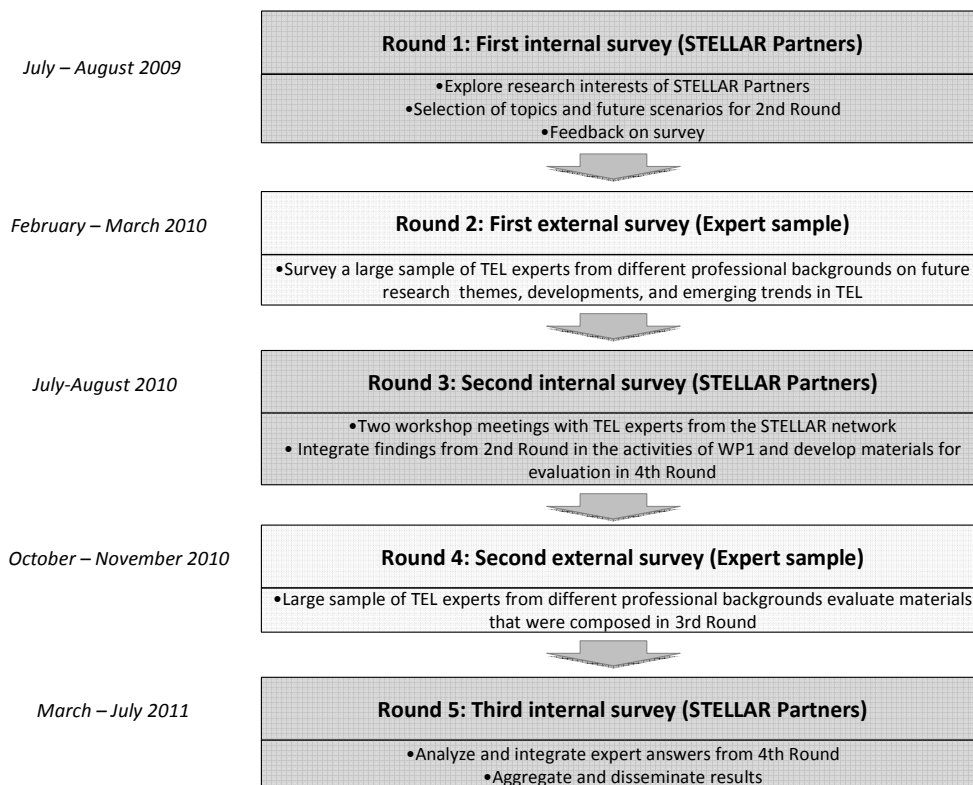 Round 1: First internal survey (STELLAR Partners)
July – August 2009
•Explore research interests of STELLAR Partners
•Selection of topics and future scenarios for 2nd Round
•Feedback on survey
Round 2: First external survey (Expert sample)
February – March 2010
•Survey a large sample of TEL experts from different professional backgrounds on future
research themes, developments, and emerging trends in TEL
Round 3: Second internal survey (STELLAR Partners)
July-August 2010
•Two workshop meetings with TEL experts from the STELLAR network
• Integrate findings from 2nd Round in the activities of WP1 and develop materials for
evaluation in 4th Round
Round 4: Second external survey (Expert sample)
October – November 2010
•Large sample of TEL experts from different professional backgrounds evaluate materials
that were composed in 3rd Round
Round 5: Third internal survey (STELLAR Partners)
March – July 2011
•Analyze and integrate expert answers from 4th Round
•Aggregate and disseminate results